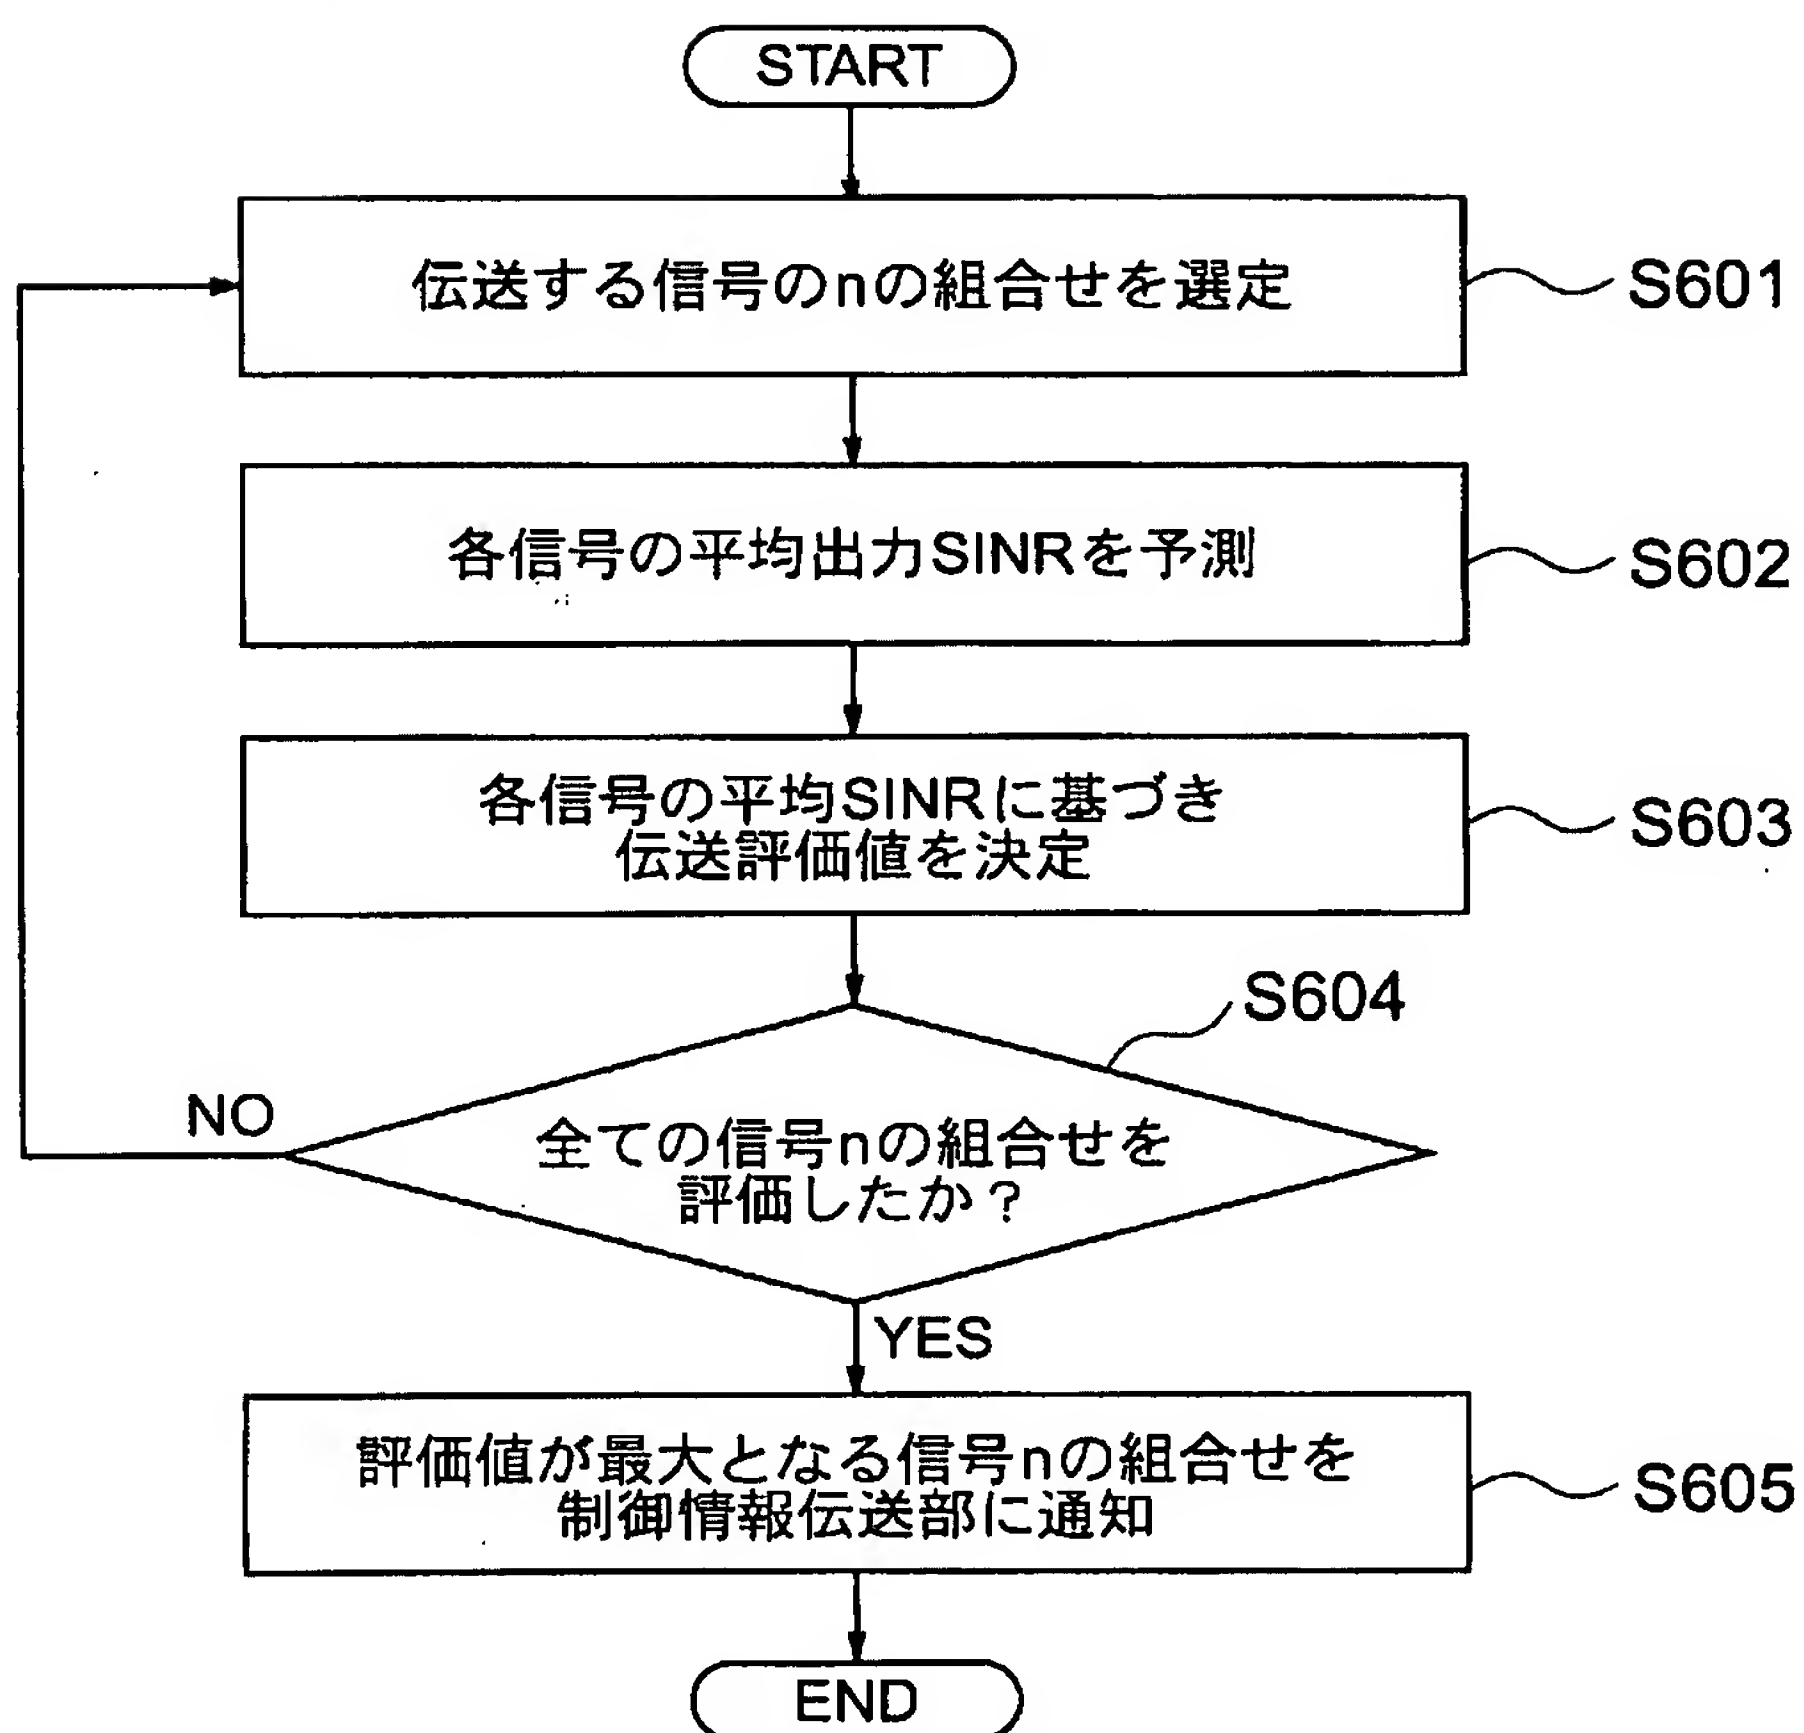 START
伝送する信号のnの組合せを選定
S601
各信号の平均出力SINRを予測
S602
各信号の平均SINRに基づき
伝送評価値を決定
S603
S604
NO
全ての信号nの組合せを
評価したか？
YES
評価値が最大となる信号nの組合せを
制御情報伝送部に通知
S605
END